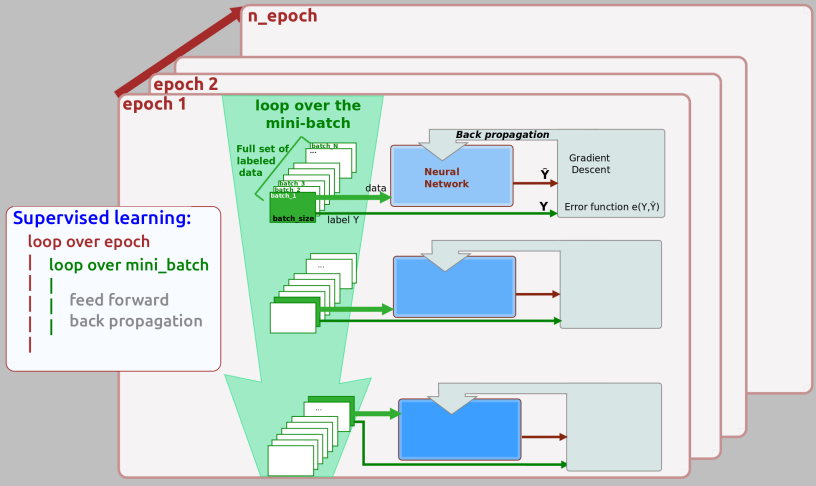 n_epoch
epoch 2
epoch 1
loop over the
mini-batch
Full set of
labeled
data
batch_N
...
batch_3
batch_2
batch_1
batch_size
data
label Y
Back propagation
Neural
Network
Ŷ
Y
Gradient
Descent
Error function e(Y,Ŷ)
Supervised learning:
loop over epoch
loop over mini_batch
feed forward
back propagation
...
...